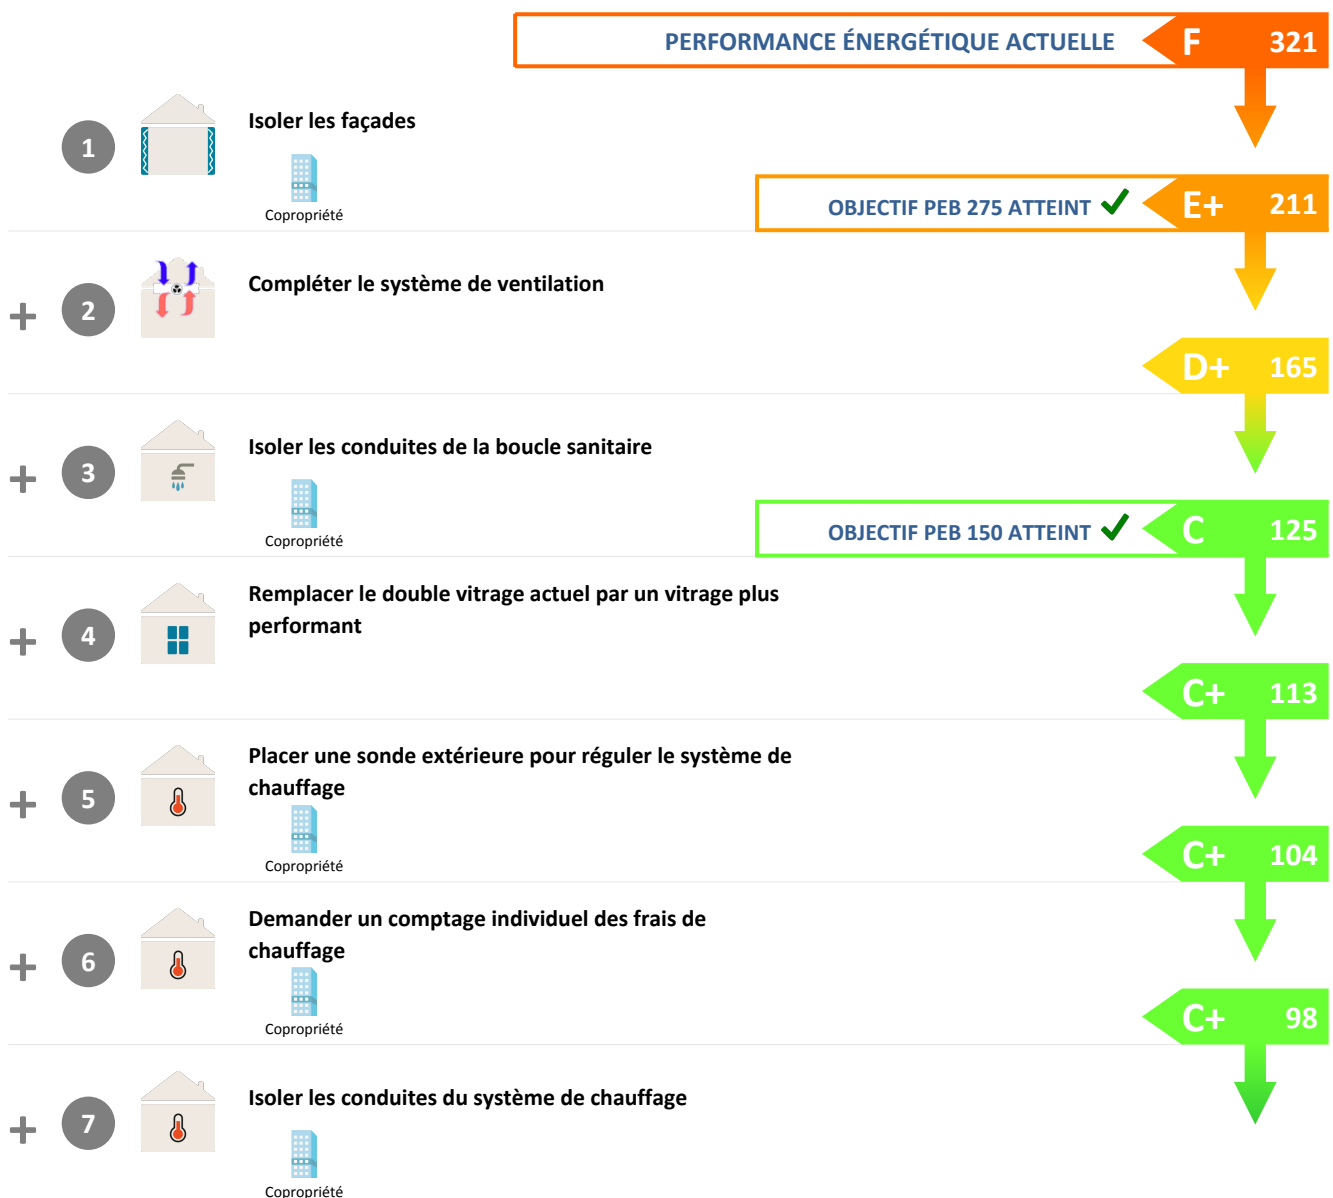 PERFORMANCE ÉNERGÉTIQUE ACTUELLE F 321
1
Isoler les façades
Copropriété
OBJECTIF PEB 275 ATTEINT E+ 211
+ 2
Compléter le système de ventilation
D+ 165
+ 3
Isoler les conduites de la boucle sanitaire
Copropriété
OBJECTIF PEB 150 ATTEINT C 125
+ 4
Remplacer le double vitrage actuel par un vitrage plus
performant
C+ 113
+ 5
Placer une sonde extérieure pour réguler le système de
chauffage
Copropriété
C+ 104
+ 6
Demander un comptage individuel des frais de
chauffage
Copropriété
C+ 98
+ 7
Isoler les conduites du système de chauffage
Copropriété